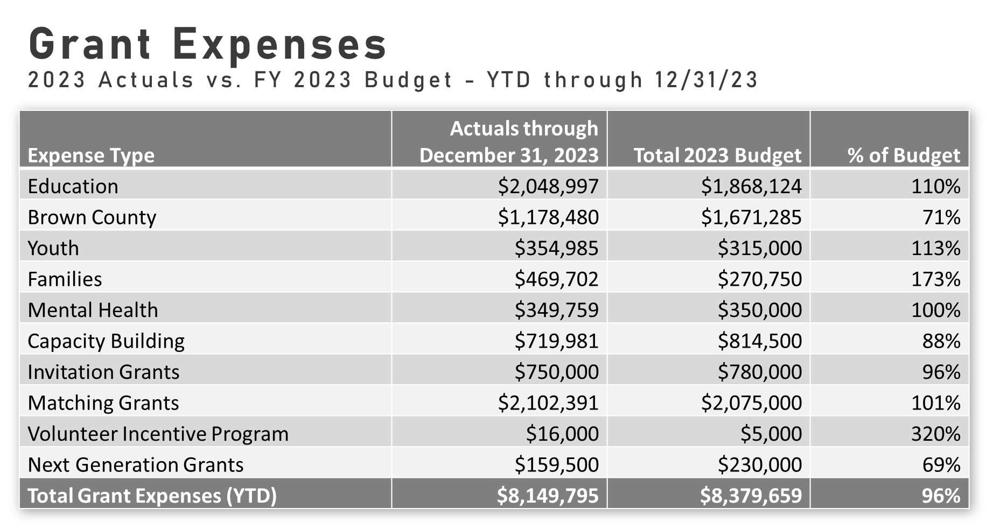 Grant Expenses
2023 Actuals vs. FY 2023 Budget - YTD through 12/31/23
Expense Type Actuals through December 31, 2023 Total 2023 Budget % of Budget
Education $2,048,997 $1,868,124 110%
Brown County $1,178,480 $1,671,285 71%
Youth $354,985 $315,000 113%
Families $469,702 $270,750 173%
Mental Health $349,759 $350,000 100%
Capacity Building $719,981 $814,500 88%
Invitation Grants $750,000 $780,000 96%
Matching Grants $2,102,391 $2,075,000 101%
Volunteer Incentive Program $16,000 $5,000 320%
Next Generation Grants $159,500 $230,000 69%
Total Grant Expenses (YTD) $8,149,795 $8,379,659 96%